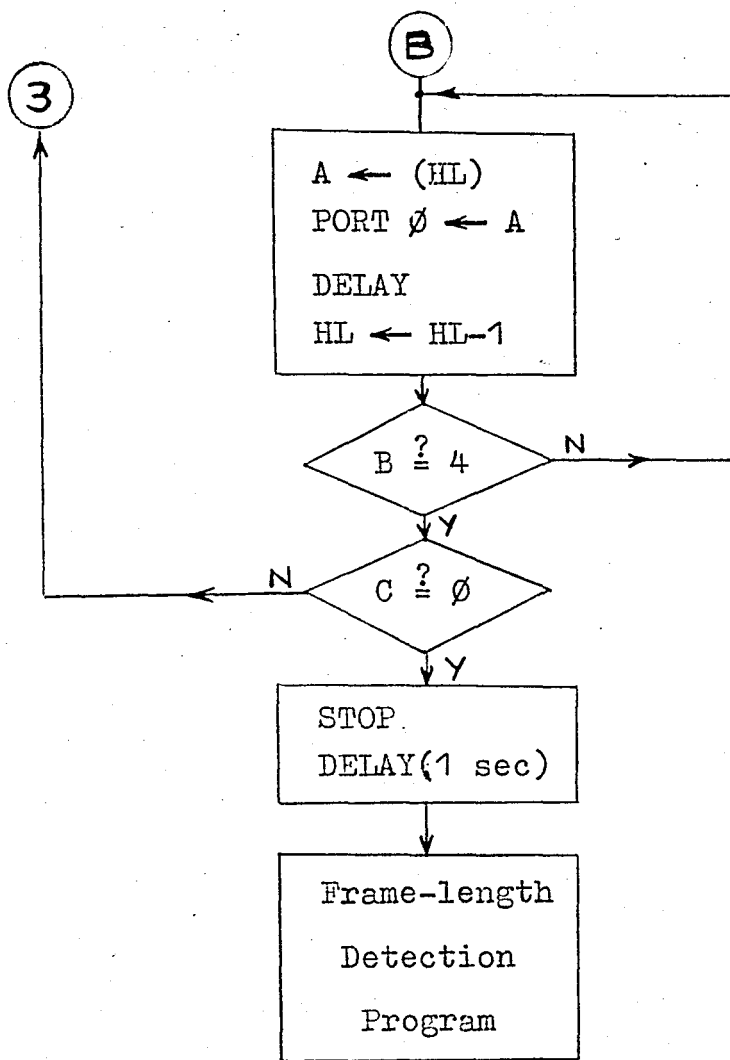 B
3
A ← (HL)
PORT Ø ← A
DELAY
HL ← HL-1
B ≟ 4
N
Y
C ≟ Ø
N
Y
STOP.
DELAY(1 sec)
Frame-length
Detection
Program